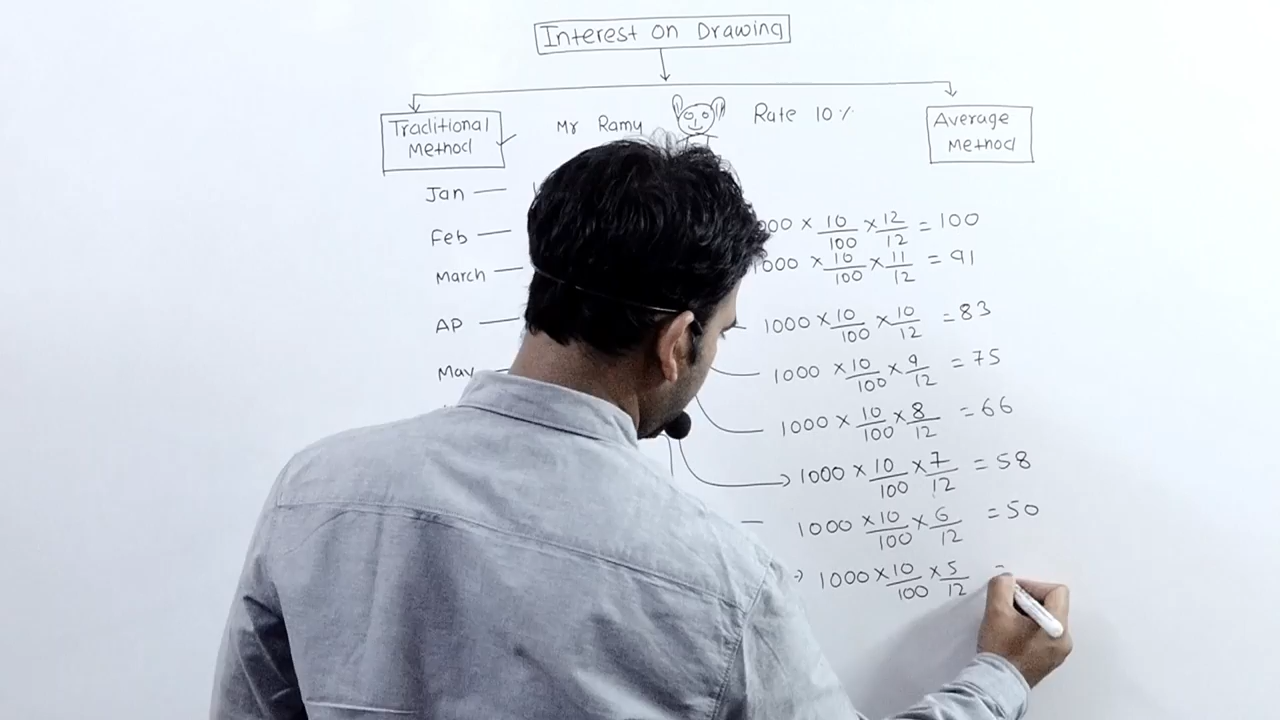 Interest on Drawing
Traditional Method
Mr Ramu
Rate 10%
Average Method
Jan
Feb
March
AP
May
000 × 10/100 × 12/12 = 100
1000 × 10/100 × 11/12 = 91
1000 × 10/100 × 10/12 = 83
1000 × 10/100 × 9/12 = 75
1000 × 10/100 × 8/12 = 66
1000 × 10/100 × 7/12 = 58
1000 × 10/100 × 6/12 = 50
1000 × 10/100 × 5/12 =